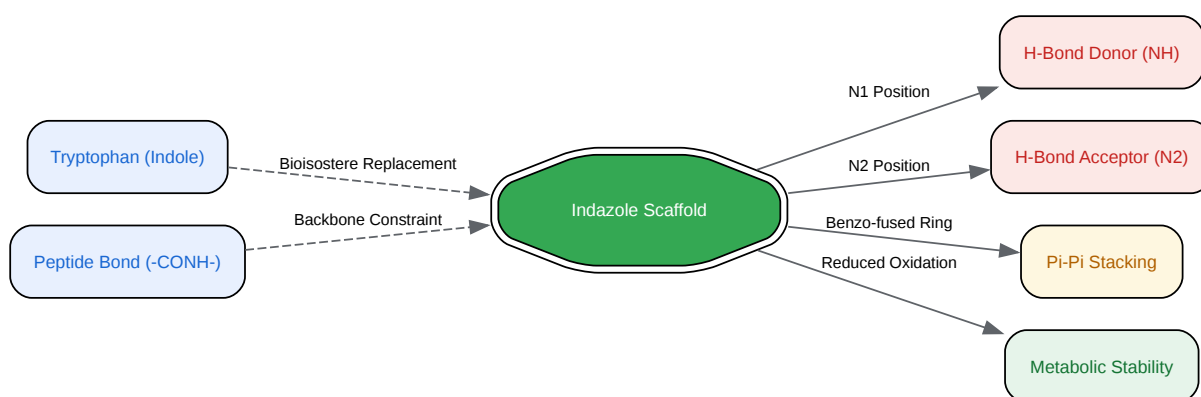 Tryptophan (Indole)
Peptide Bond (-CONH-)
Bioisostere Replacement
Backbone Constraint
Indazole Scaffold
N1 Position
N2 Position
Benzo-fused Ring
Reduced Oxidation
H-Bond Donor (NH)
H-Bond Acceptor (N2)
Pi-Pi Stacking
Metabolic Stability